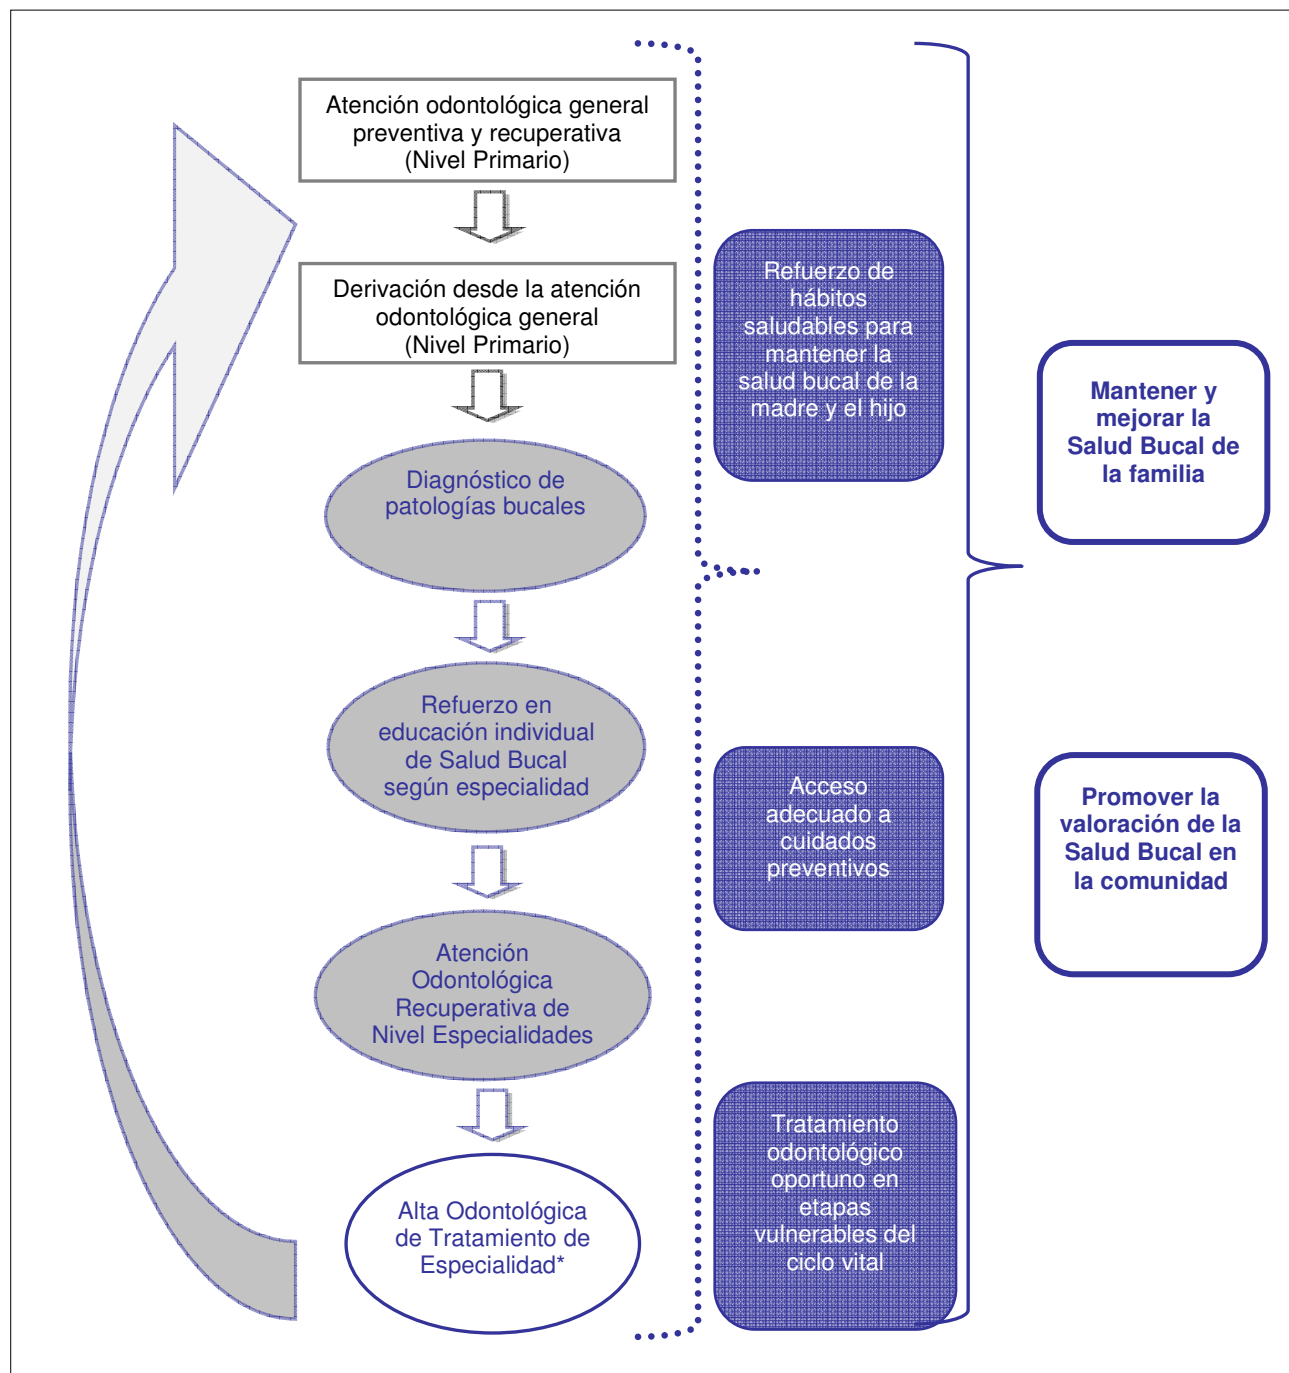 Atención odontológica general
preventiva y recuperativa
(Nivel Primario)
Derivación desde la atención
odontológica general
(Nivel Primario)
Diagnóstico de
patologías bucales
Refuerzo en
educación individual
de Salud Bucal
según especialidad
Atención
Odontológica
Recuperativa de
Nivel Especialidades
Alta Odontológica
de Tratamiento de
Especialidad*
Refuerzo de
hábitos
saludables para
mantener la
salud bucal de la
madre y el hijo
Acceso
adecuado a
cuidados
preventivos
Tratamiento
odontológico
oportuno en
etapas
vulnerables del
ciclo vital
Mantener y
mejorar la
Salud Bucal de
la familia
Promover la
valoración de la
Salud Bucal en
la comunidad